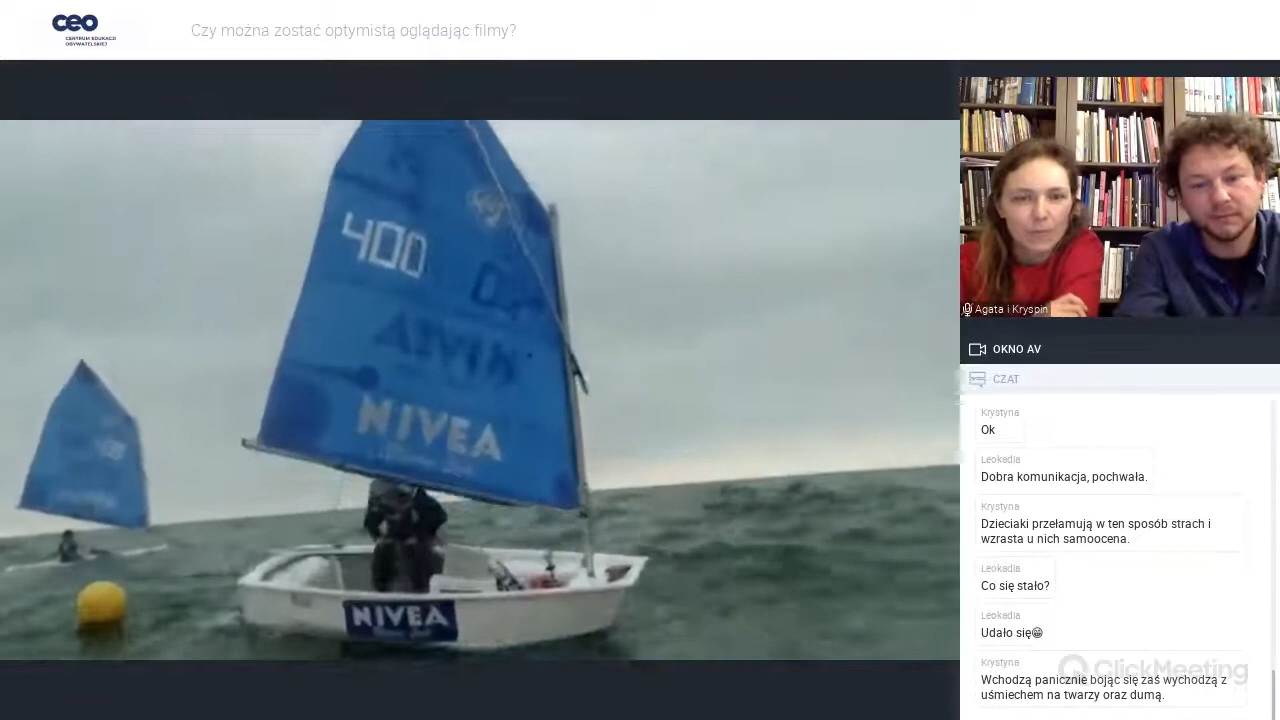 ceo
CENTRUM EDUKACJI
OBYWATELSKIEJ
Czy można zostać optymistą oglądając filmy?
400
NIVEA
NIVEA
Agata i Kryspin
OKNO AV
CZAT
Krystyna
Ok
Leokadia
Dobra komunikacja, pochwała.
Krystyna
Dzieciaki przełamują w ten sposób strach i
wzrasta u nich samoocena.
Leokadia
Co się stało?
Leokadia
Udało się😁
Krystyna
Wchodzą panicznie bojąc się zaś wychodzą z
uśmiechem na twarzy oraz dumą.
ClickMeeting